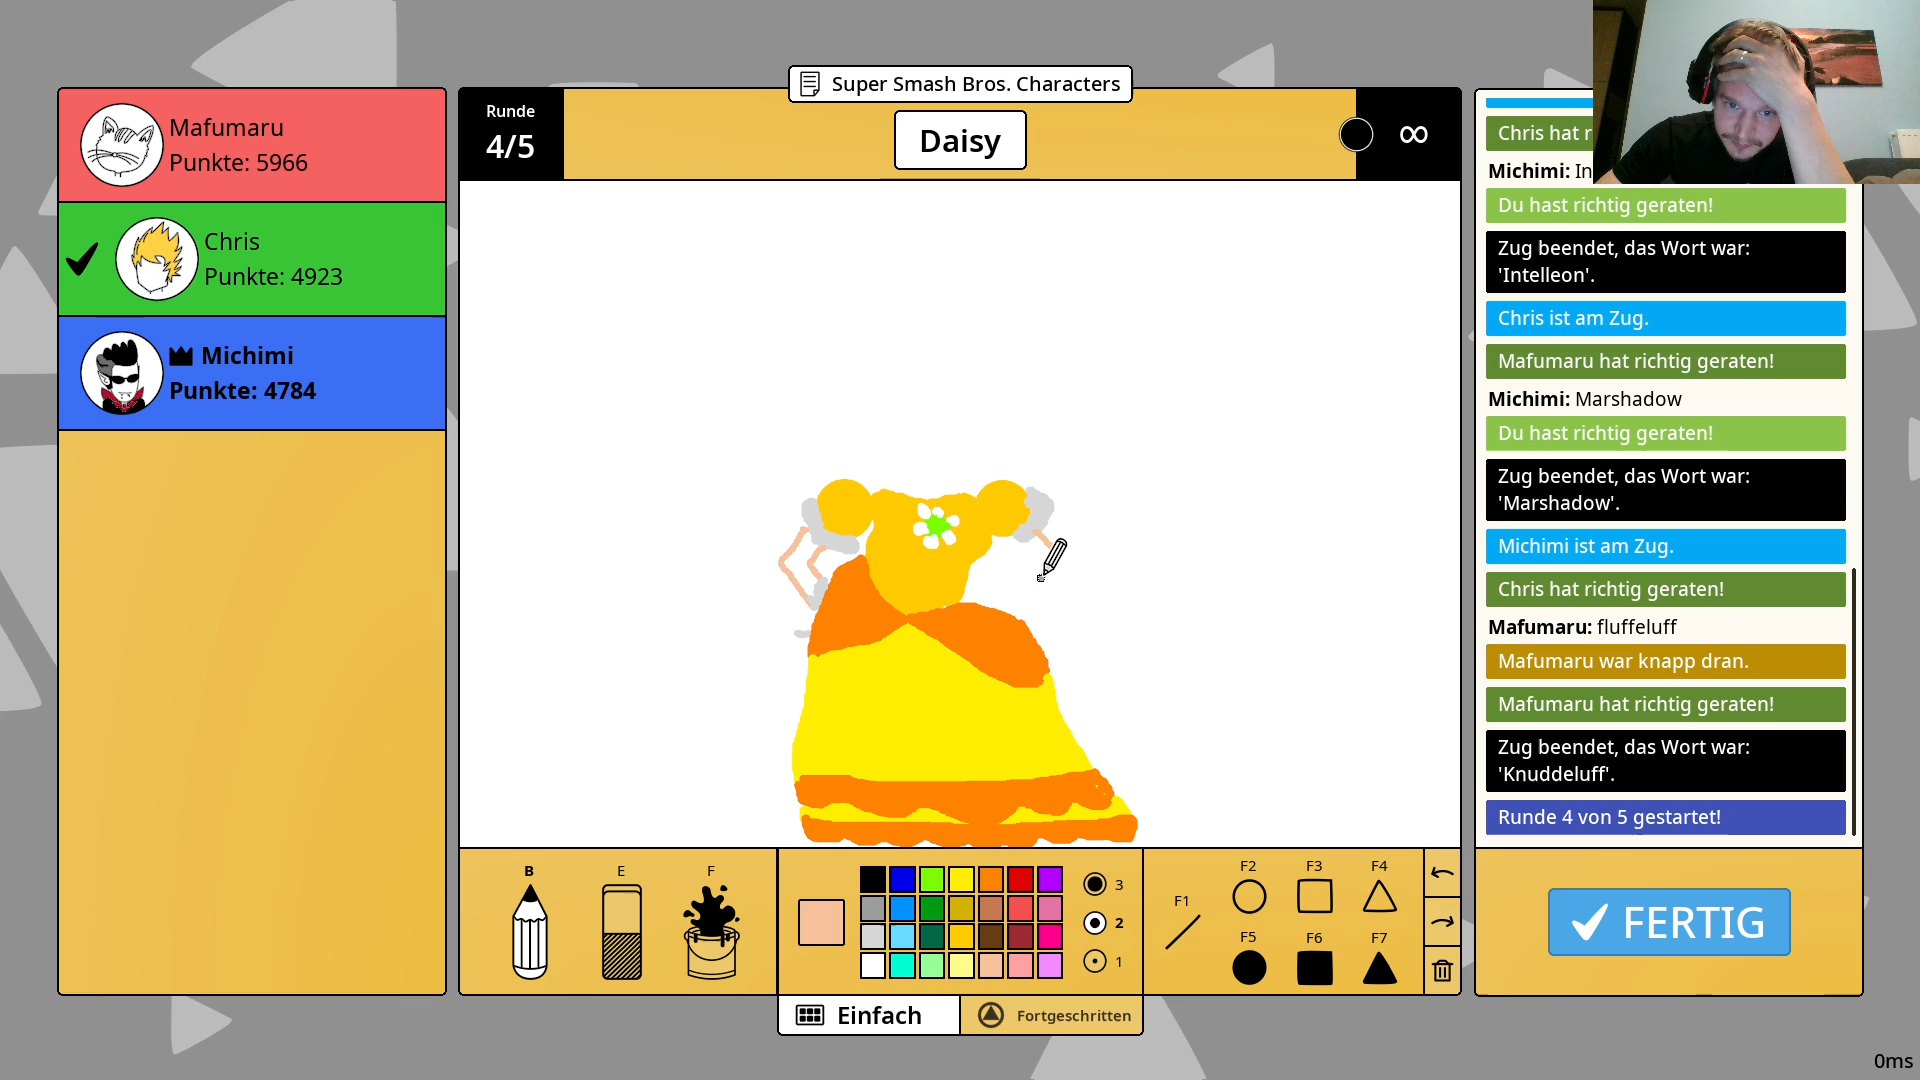 Super Smash Bros. Characters
Runde
4/5
Daisy
∞
Mafumaru
Punkte: 5966
Chris
Punkte: 4923
Michimi
Punkte: 4784
Chris hat r
Michimi: In
Du hast richtig geraten!
Zug beendet, das Wort war:
'Intelleon'.
Chris ist am Zug.
Mafumaru hat richtig geraten!
Michimi: Marshadow
Du hast richtig geraten!
Zug beendet, das Wort war:
'Marshadow'.
Michimi ist am Zug.
Chris hat richtig geraten!
Mafumaru: fluffeluff
Mafumaru war knapp dran.
Mafumaru hat richtig geraten!
Zug beendet, das Wort war:
'Knuddeluff'.
Runde 4 von 5 gestartet!
B
E
F
3
2
1
F1
F2
F3
F4
F5
F6
F7
FERTIG
Einfach
Fortgeschritten
0ms